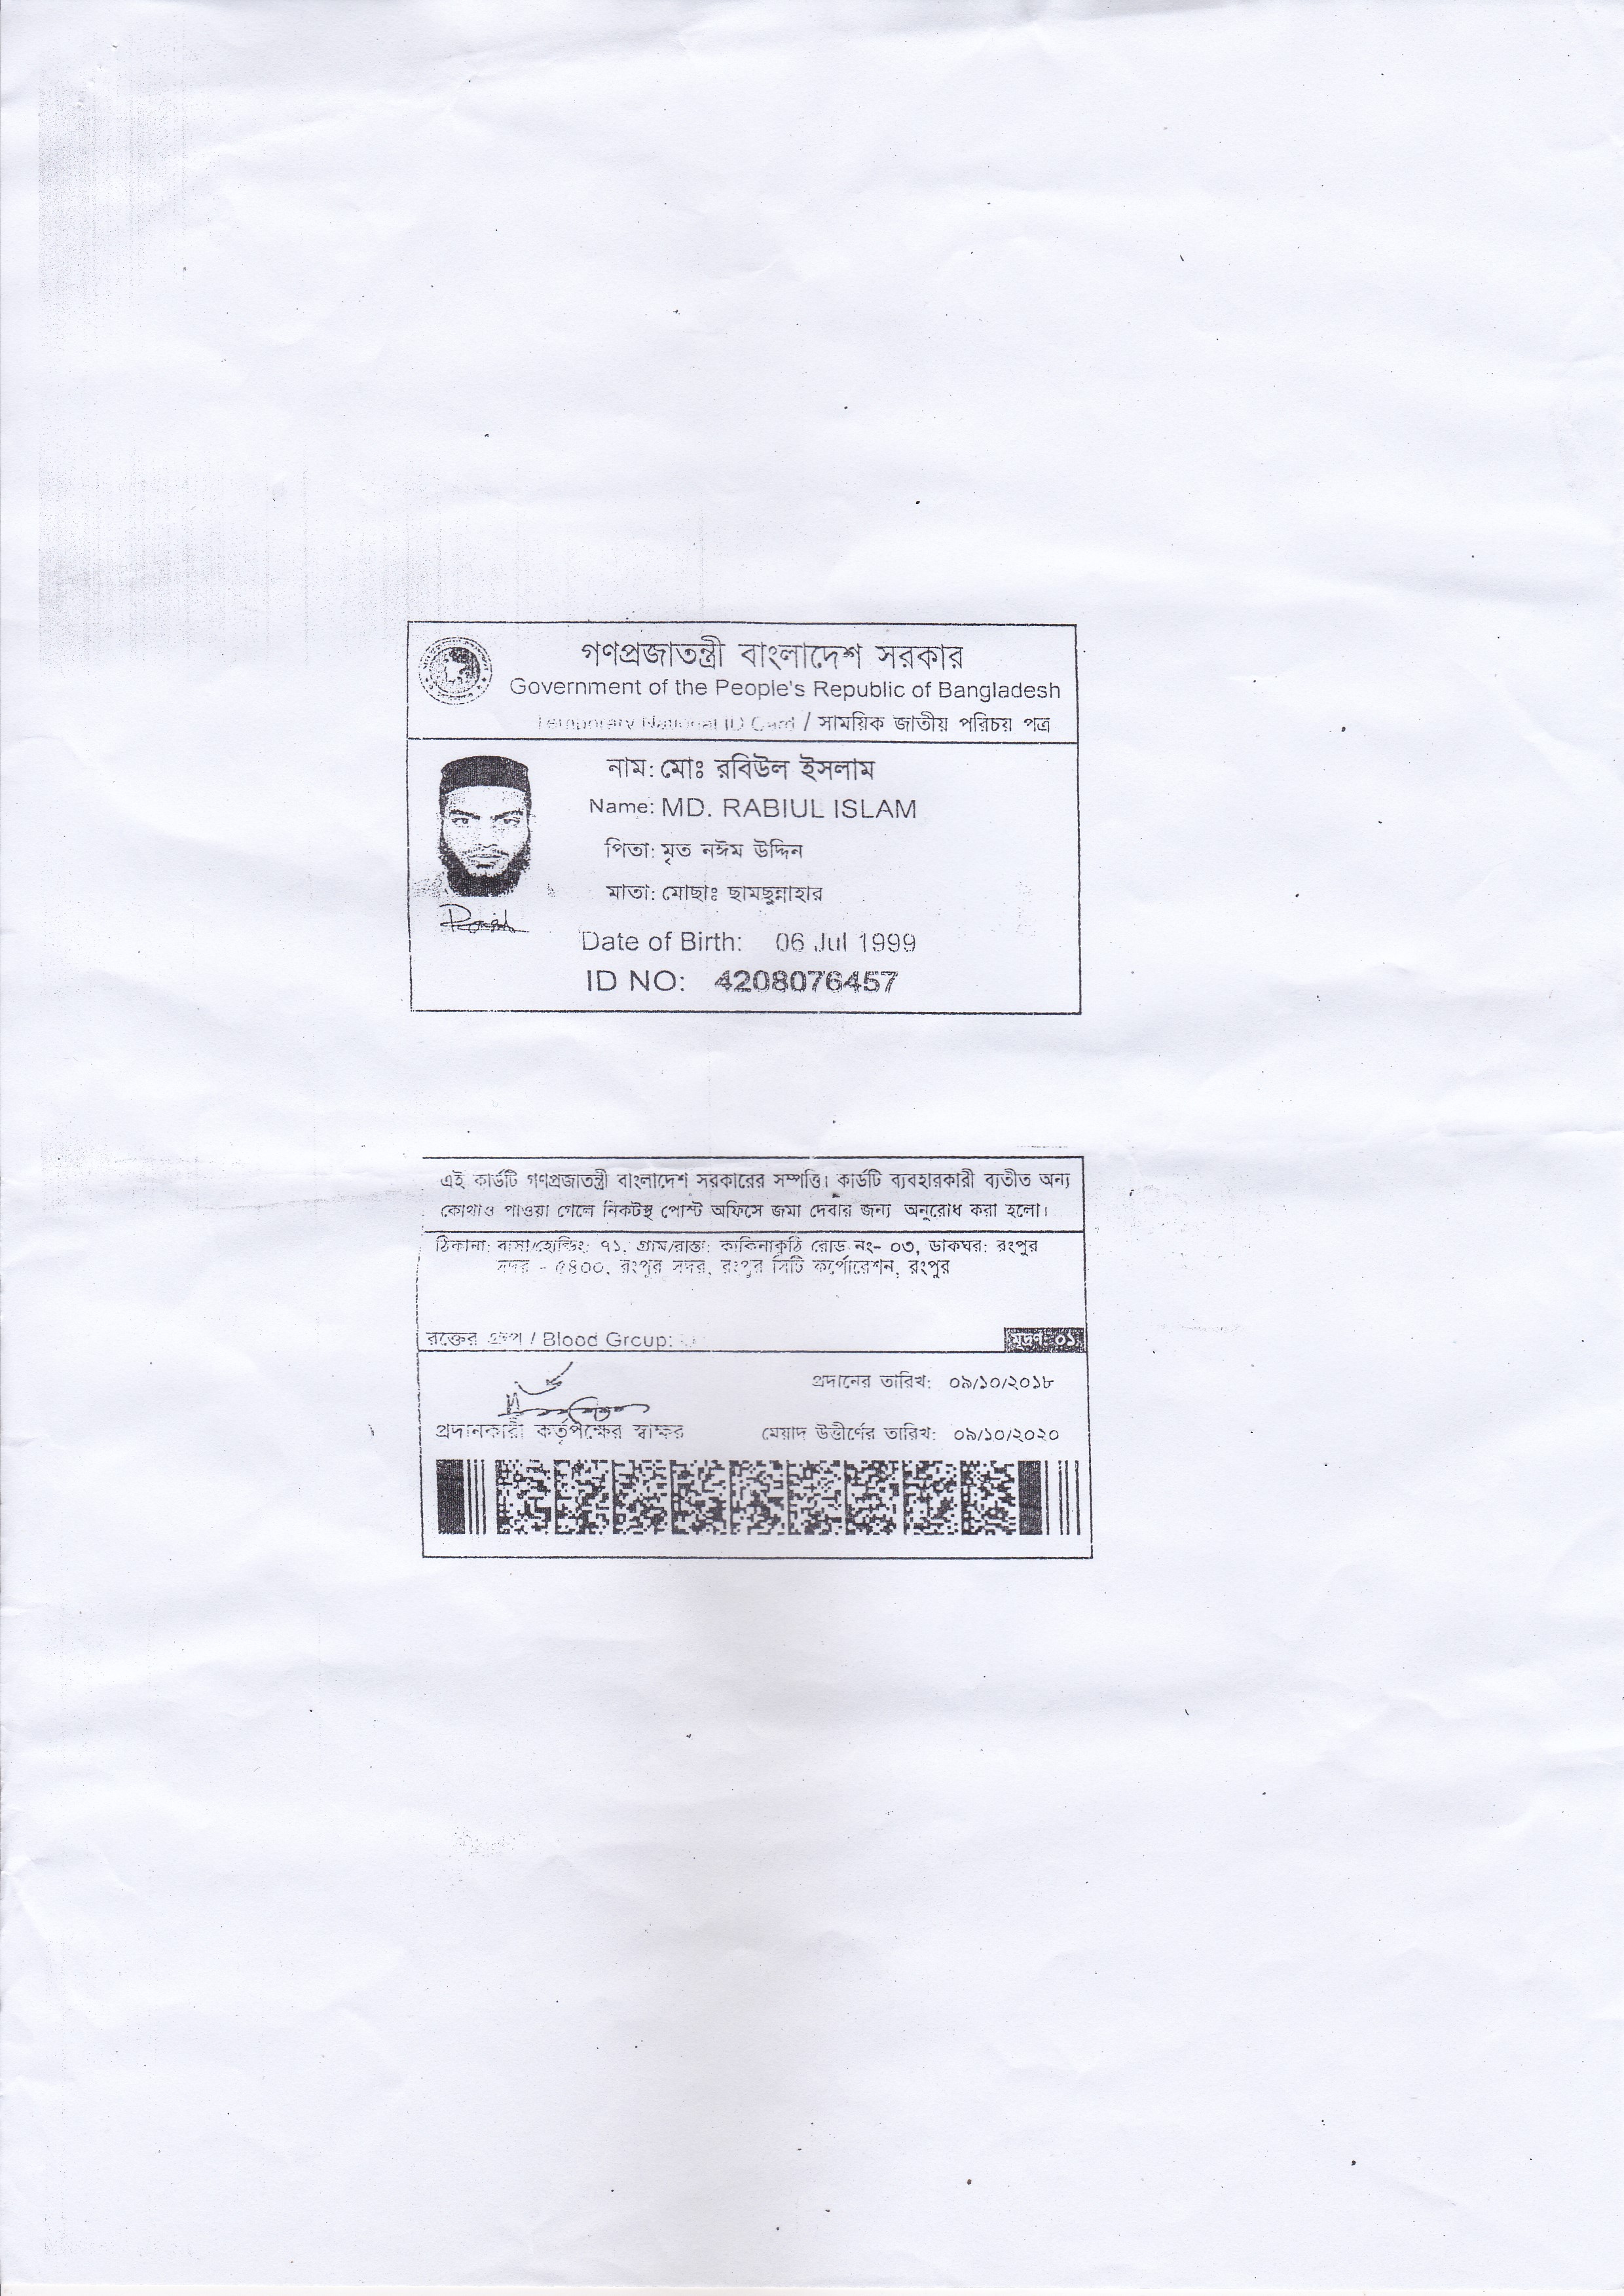 গণপ্রজাতন্ত্রী বাংলাদেশ সরকার
Government of the People's Republic of Bangladesh
Temporary National ID Card / সাময়িক জাতীয় পরিচয় পত্র
নাম: মোঃ রবিউল ইসলাম
Name: MD. RABIUL ISLAM
পিতা: মৃত নঈম উদ্দিন
মাতা: মোছাঃ ছামছুন্নাহার
Date of Birth: 06 Jul 1999
ID NO: 4208076457
এই কার্ডটি গণপ্রজাতন্ত্রী বাংলাদেশ সরকারের সম্পত্তি। কার্ডটি ব্যবহারকারী ব্যতীত অন্য
কোথাও পাওয়া গেলে নিকটস্থ পোস্ট অফিসে জমা দেবার জন্য অনুরোধ করা হলো।
ঠিকানা: বাসা/হোল্ডিং: ৭১, গ্রাম/রাস্তা: রোড নং- ০৩, ডাকঘর: রংপুর
সদর - ৫৪০০, রংপুর সদর, রংপুর সিটি কর্পোরেশন, রংপুর
রক্তের গ্রুপ / Blood Group:
মুদ্রণ: ০১
প্রদানের তারিখ: ০৯/১০/২০১৮
প্রদানকারী কর্তৃপক্ষের স্বাক্ষর
মেয়াদ উত্তীর্ণের তারিখ: ০৯/১০/২০২০